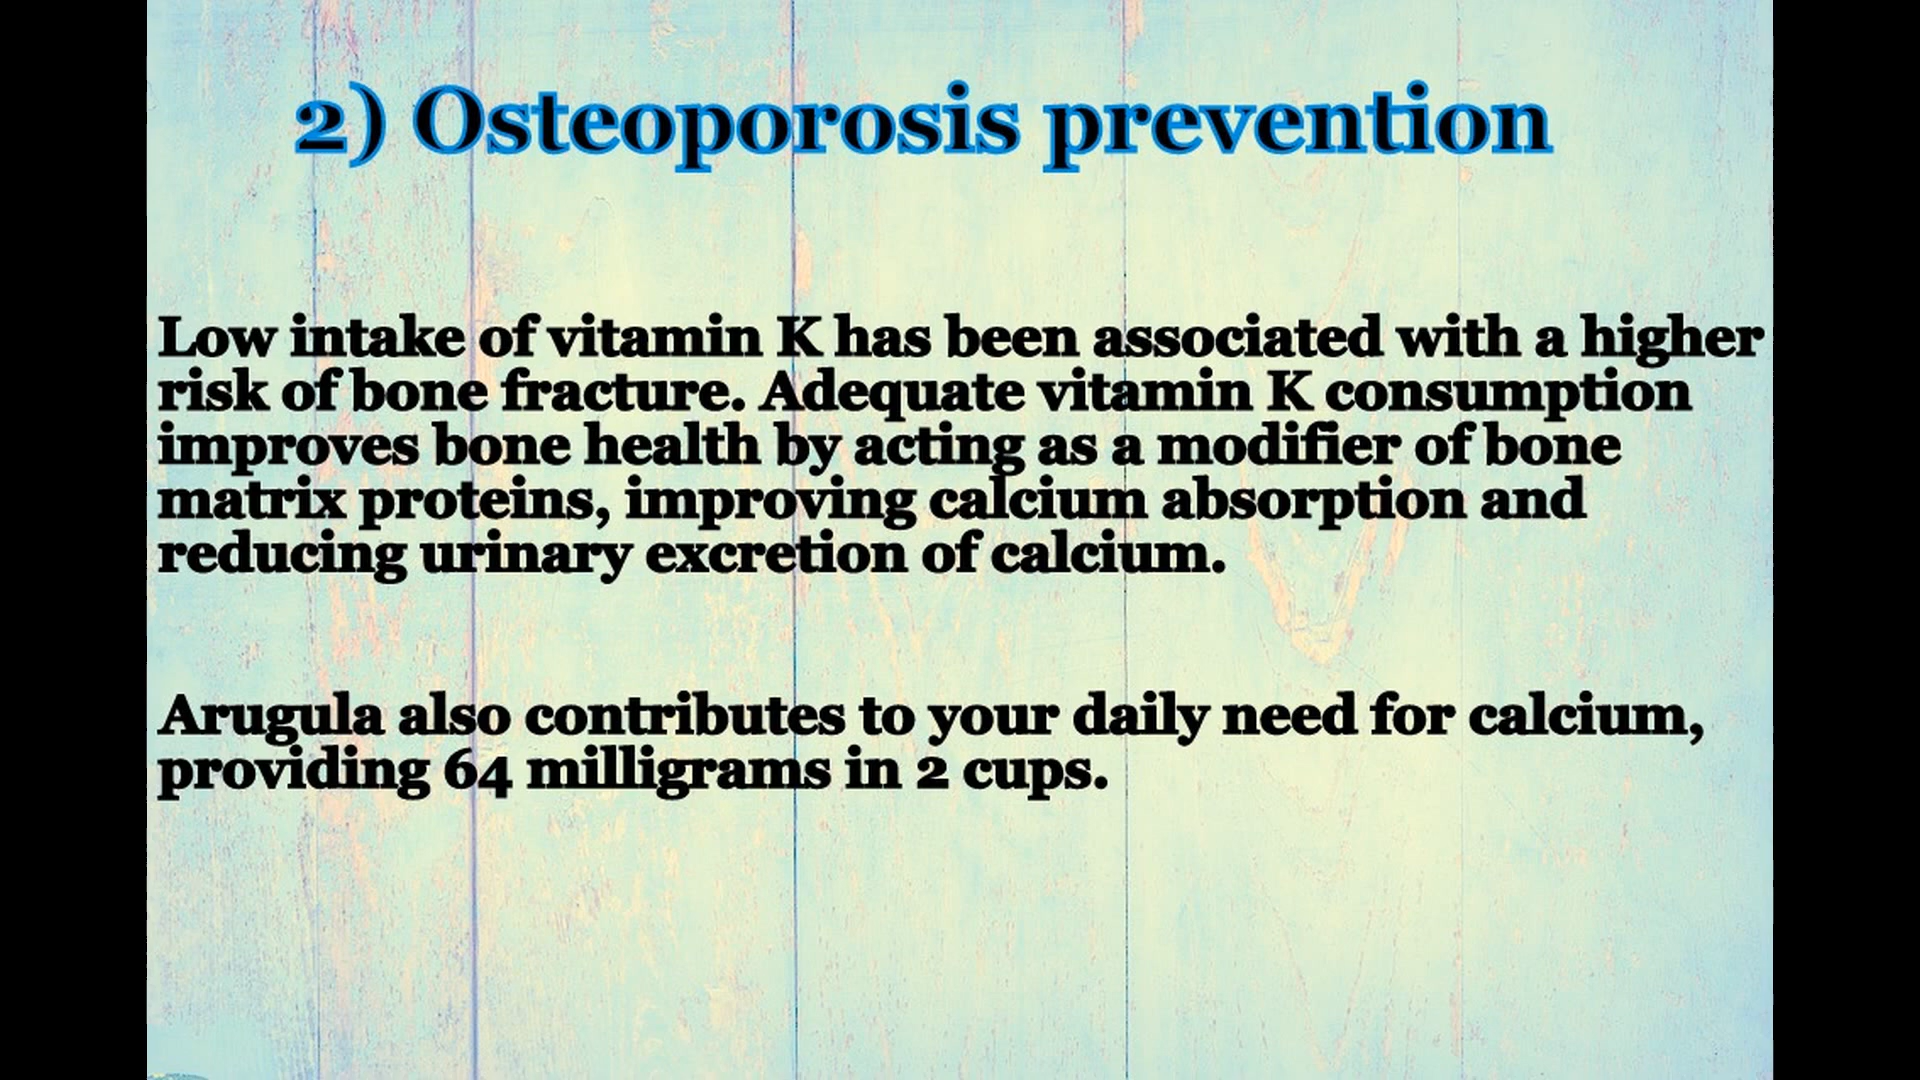 2) Osteoporosis prevention
Low intake of vitamin K has been associated with a higher
risk of bone fracture. Adequate vitamin K consumption
improves bone health by acting as a modifier of bone
matrix proteins, improving calcium absorption and
reducing urinary excretion of calcium.
Arugula also contributes to your daily need for calcium,
providing 64 milligrams in 2 cups.